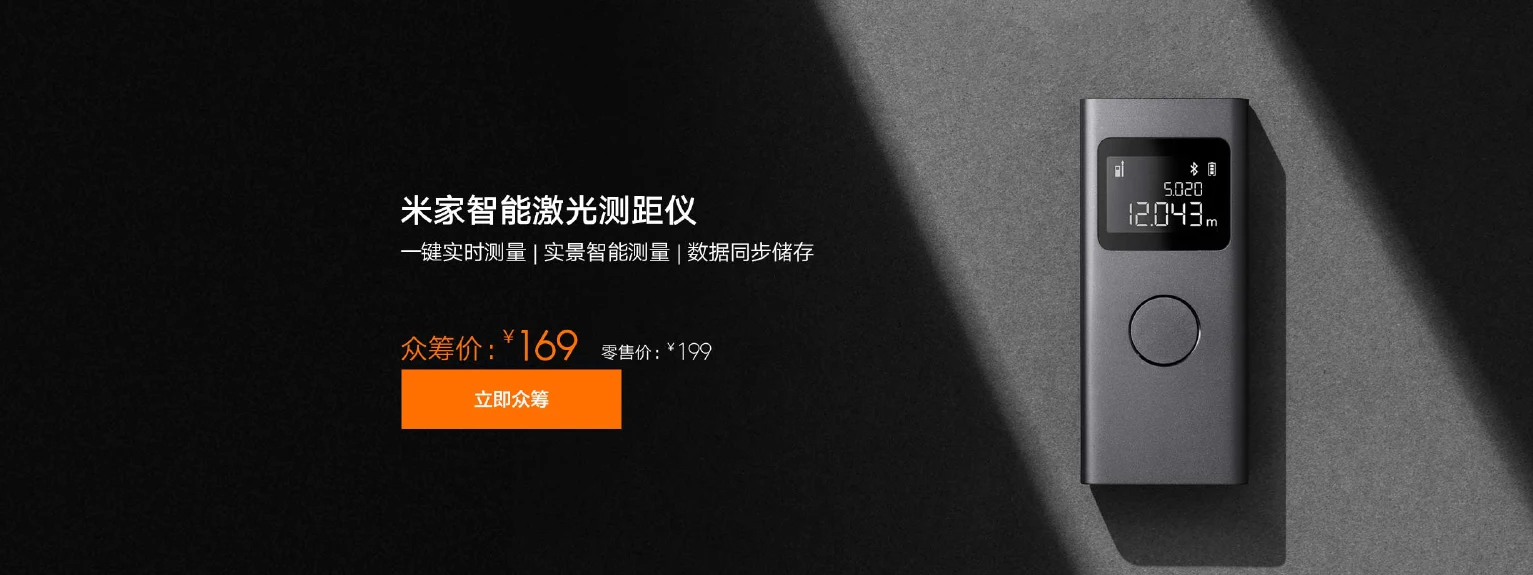 米家智能激光测距仪
一键实时测量 | 实景智能测量 | 数据同步储存
众筹价：¥169 零售价：¥199
立即众筹
5.020
12.043m